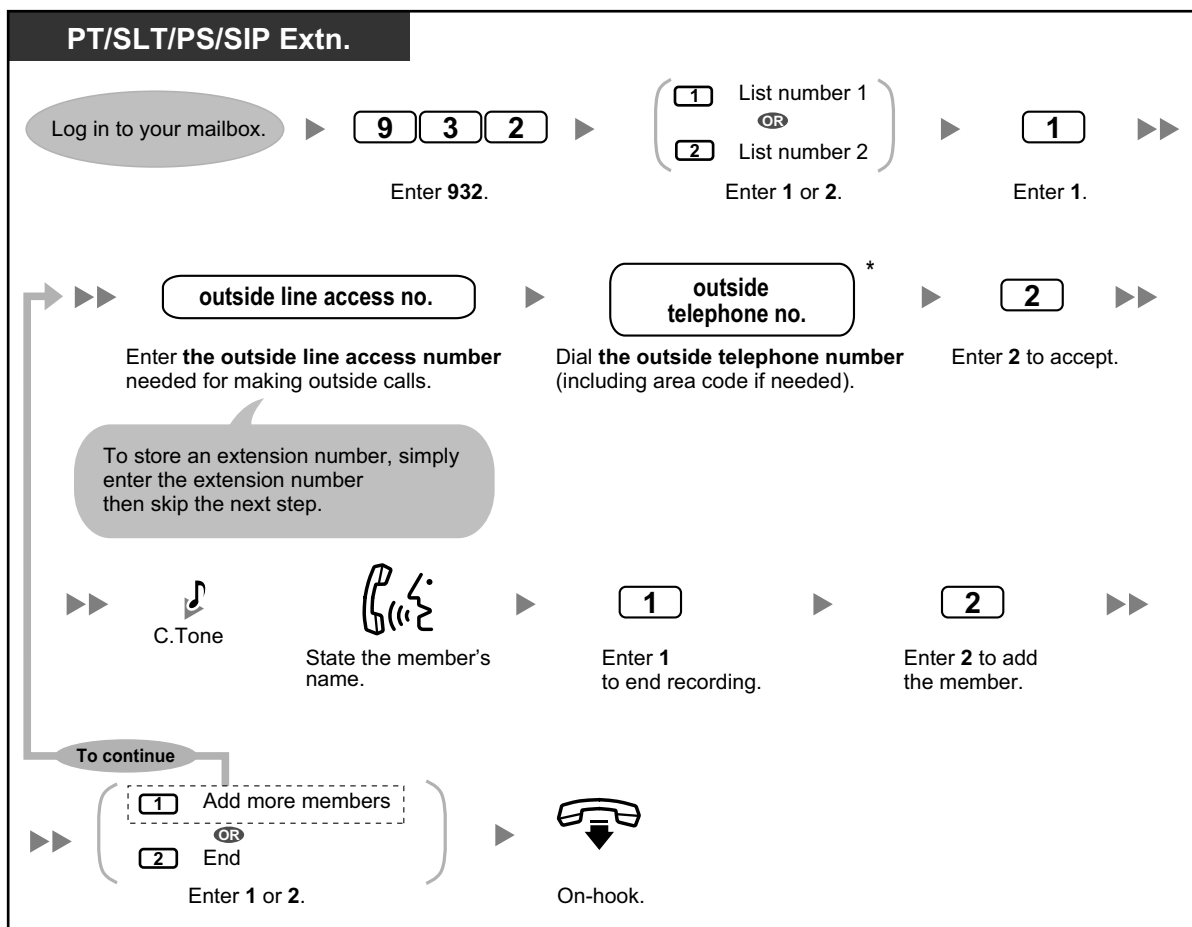 PT/SLT/PS/SIP Extn.
Log in to your mailbox.
9 3 2
Enter 932.
1 List number 1
OR
2 List number 2
Enter 1 or 2.
1
Enter 1.
outside line access no.
Enter the outside line access number
needed for making outside calls.
outside
telephone no.
*
Dial the outside telephone number
(including area code if needed).
2
Enter 2 to accept.
To store an extension number, simply
enter the extension number
then skip the next step.
C.Tone
State the member's
name.
1
Enter 1
to end recording.
2
Enter 2 to add
the member.
To continue
1 Add more members
OR
2 End
Enter 1 or 2.
On-hook.